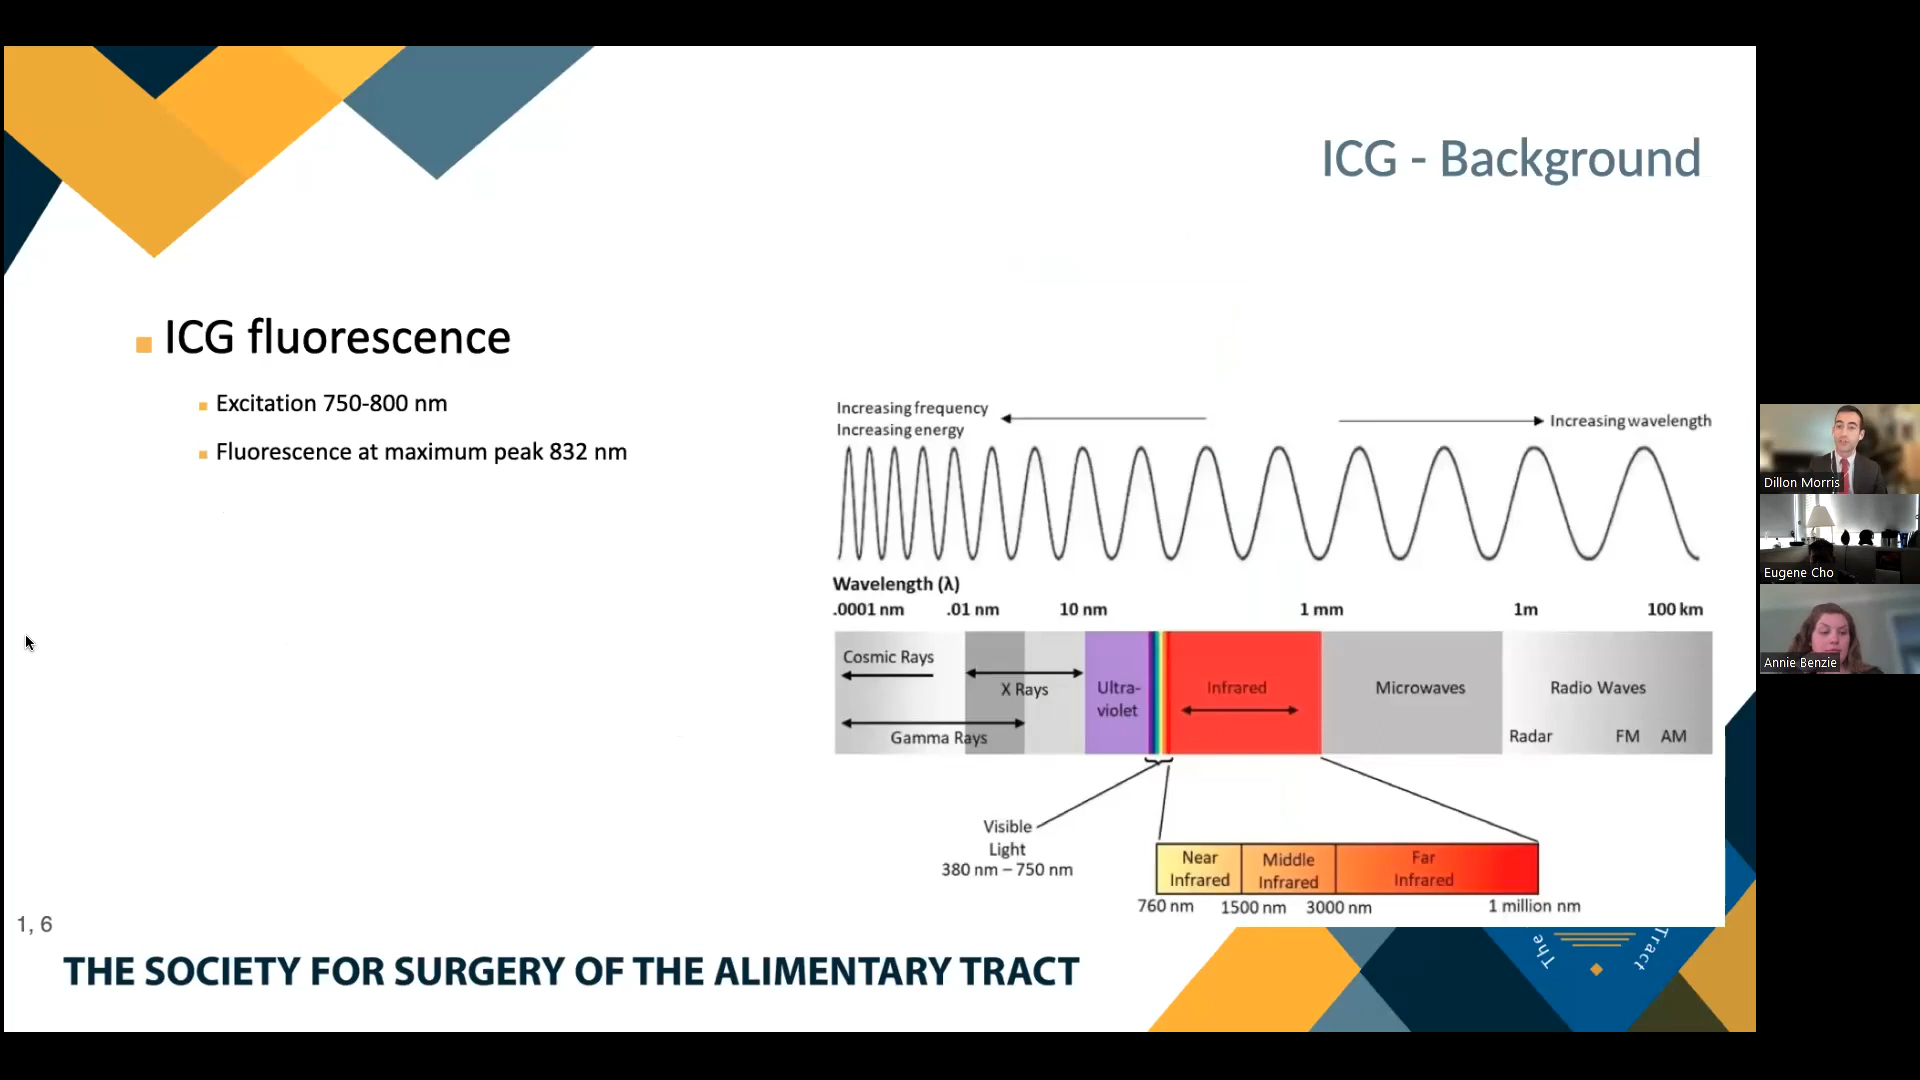 ICG - Background
ICG fluorescence
Excitation 750-800 nm
Fluorescence at maximum peak 832 nm
Increasing frequency
Increasing energy
Increasing wavelength
Wavelength (λ)
.0001 nm .01 nm 10 nm 1 mm 1m 100 km
Cosmic Rays
X Rays
Gamma Rays
Ultra-
violet
Infrared
Microwaves
Radio Waves
Radar FM AM
Visible
Light
380 nm – 750 nm
Near
Infrared
Middle
Infrared
Far
Infrared
760 nm 1500 nm 3000 nm 1 million nm
1, 6
THE SOCIETY FOR SURGERY OF THE ALIMENTARY TRACT
The
Tract
Dillon Morris
Eugene Cho
Annie Benzie